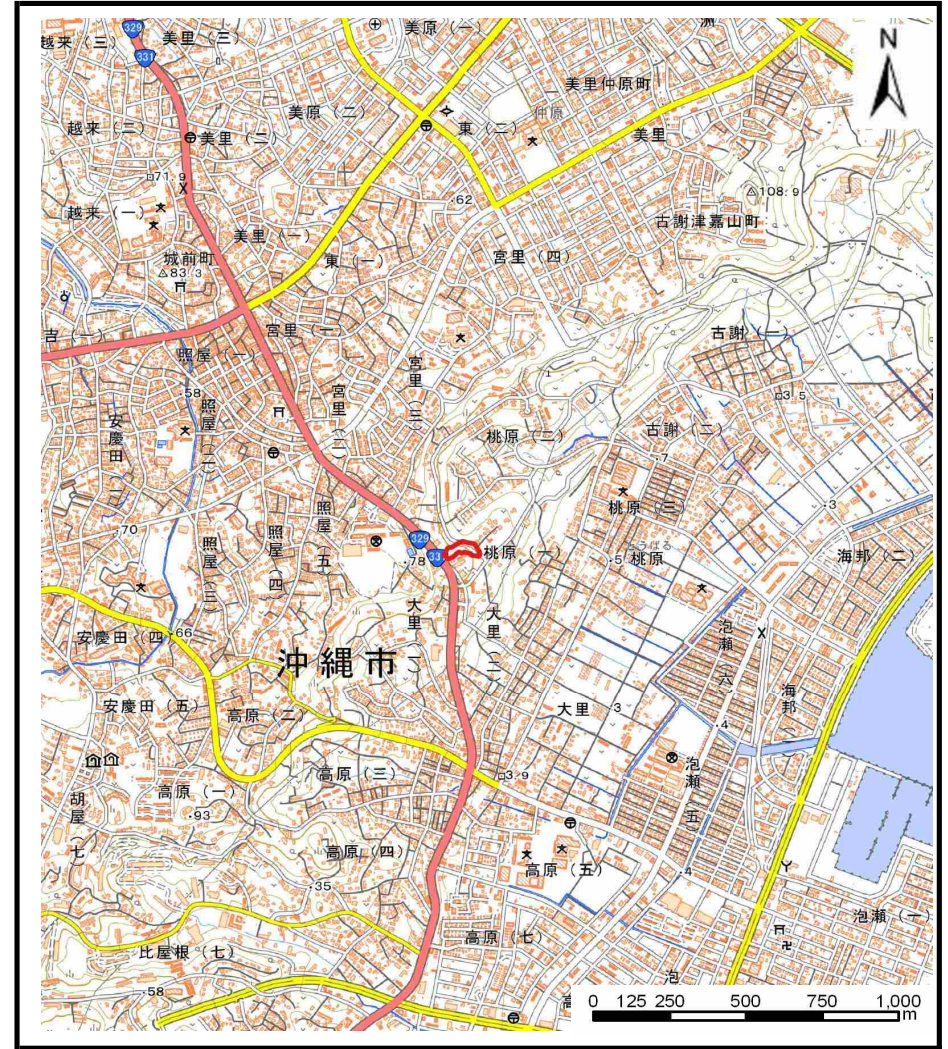 329
越来（三）
331
美里（三）
美原（一）
N
美里仲原町
美原（二）
仲原
越来（二）
美里（二）
東（二）
美里
71.9
108.9
62
越来（一）
古謝津嘉山町
美里（一）
城前町
東（一）
宮里（四）
83.3
宮里（一）
古謝（一）
照屋（一）
宮里（三）
58
宮里（二）
3.5
照屋（二）
安慶田（二）
桃原（二）
古謝（二）
7
桃原（三）
照屋（五）
3
70
照屋（三）
照屋（四）
329
33
78
桃原（一）
5
桃原
海邦（二）
大里（一）
大里（二）
安慶田（四）
66
泡瀬（六）
沖縄市
海邦
安慶田（五）
高原（二）
大里
3
4
泡瀬（五）
高原（三）
3.9
高原（一）
胡屋（七）
93
高原（四）
高原（五）
4
35
泡瀬（一）
比屋根（七）
高原（七）
泡
58
高
0 125 250 500 750 1,000
m